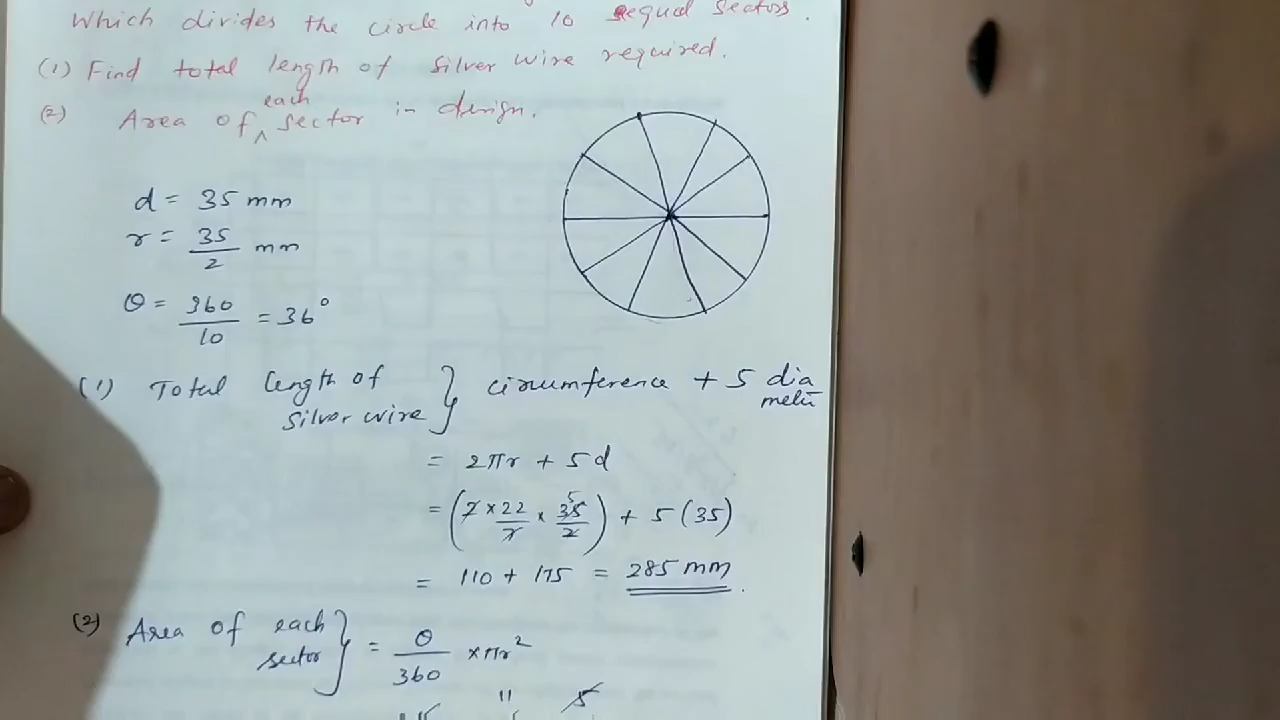 Which divides the circle into 10 equal sectors.
(1) Find total length of silver wire required.
(2) Area of each sector in design.
d = 35 mm
r = 35/2 mm
θ = 360/10 = 36°
(1) Total length of silver wire } circumference + 5 diameter
= 2πr + 5d
= (2 × 22/7 × 35/2) + 5(35)
= 110 + 175 = 285 mm.
(2) Area of each sector } = θ/360 × πr²
11 5